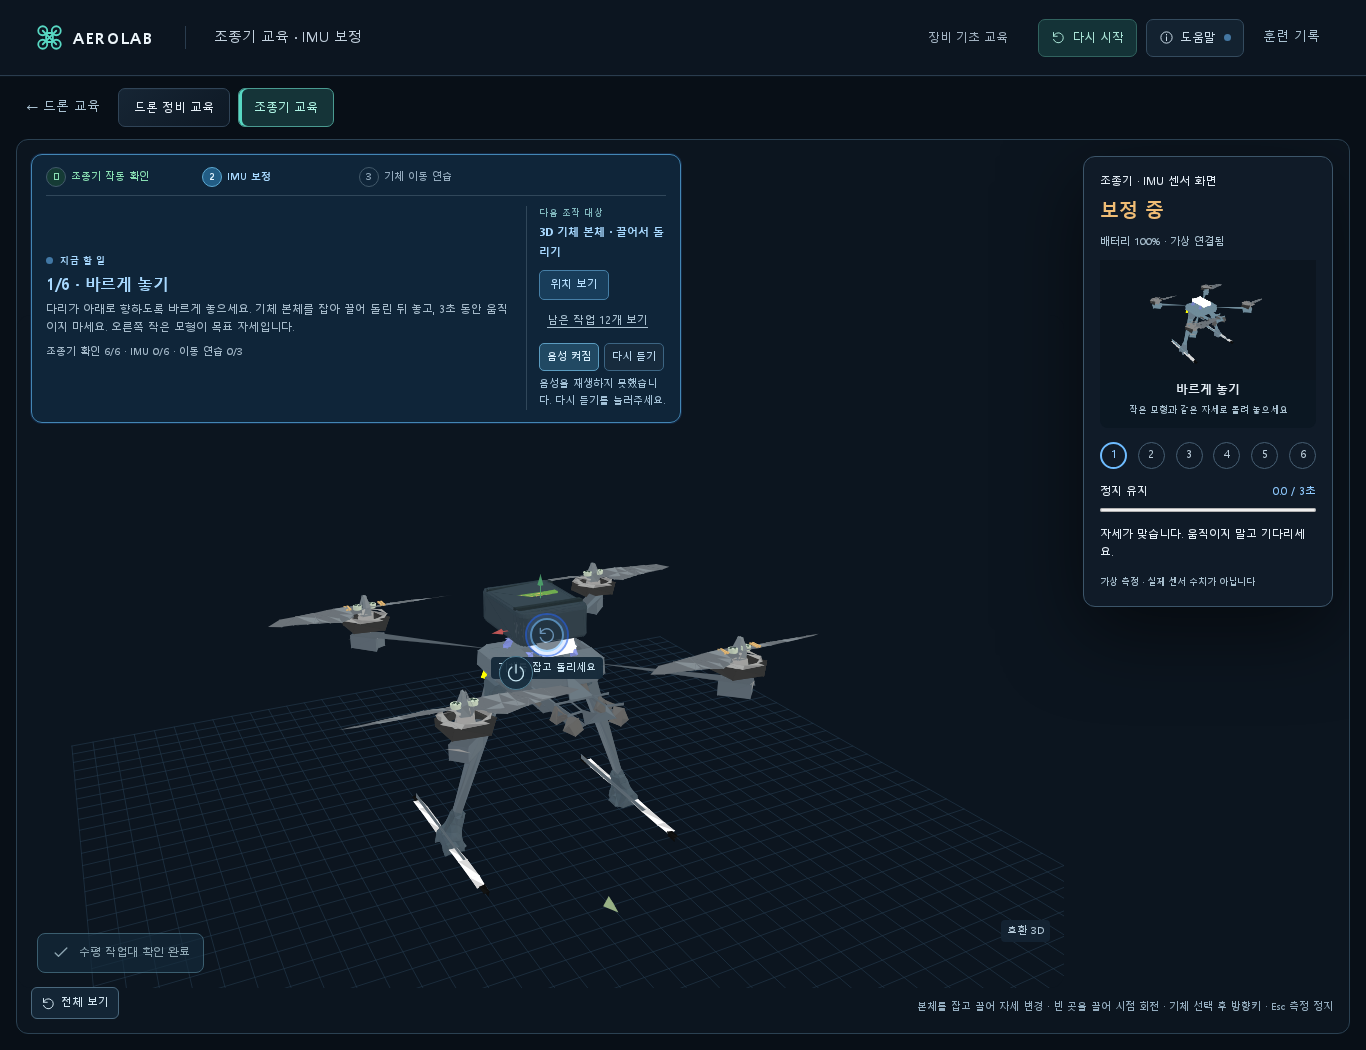 AEROLAB
조종기 교육 · IMU 보정
장비 기초 교육
다시 시작
도움말
훈련 기록
← 드론 교육
드론 정비 교육
조종기 교육
조종기 작동 확인
2 IMU 보정
3 기체 이동 연습
지금 할 일
1/6 · 바르게 놓기
다리가 아래로 향하도록 바르게 놓으세요. 기체 본체를 잡아 끌어 돌린 뒤 놓고, 3초 동안 움직
이지 마세요. 오른쪽 작은 모형이 목표 자세입니다.
조종기 확인 6/6 · IMU 0/6 · 이동 연습 0/3
다음 조작 대상
3D 기체 본체 · 끌어서 돌
리기
위치 보기
남은 작업 12개 보기
음성 켜짐
다시 듣기
음성을 재생하지 못했습니
다. 다시 듣기를 눌러주세요.
조종기 · IMU 센서 화면
보정 중
배터리 100% · 가상 연결됨
바르게 놓기
작은 모형과 같은 자세로 돌려 놓으세요
1 2 3 4 5 6
정지 유지
0.0 / 3초
자세가 맞습니다. 움직이지 말고 기다리세
요.
가상 측정 · 실제 센서 수치가 아닙니다
잡고 돌리세요
호환 3D
수평 작업대 확인 완료
전체 보기
본체를 잡고 끌어 자세 변경 · 빈 곳을 끌어 시점 회전 · 기체 선택 후 방향키 · Esc 측정 정지